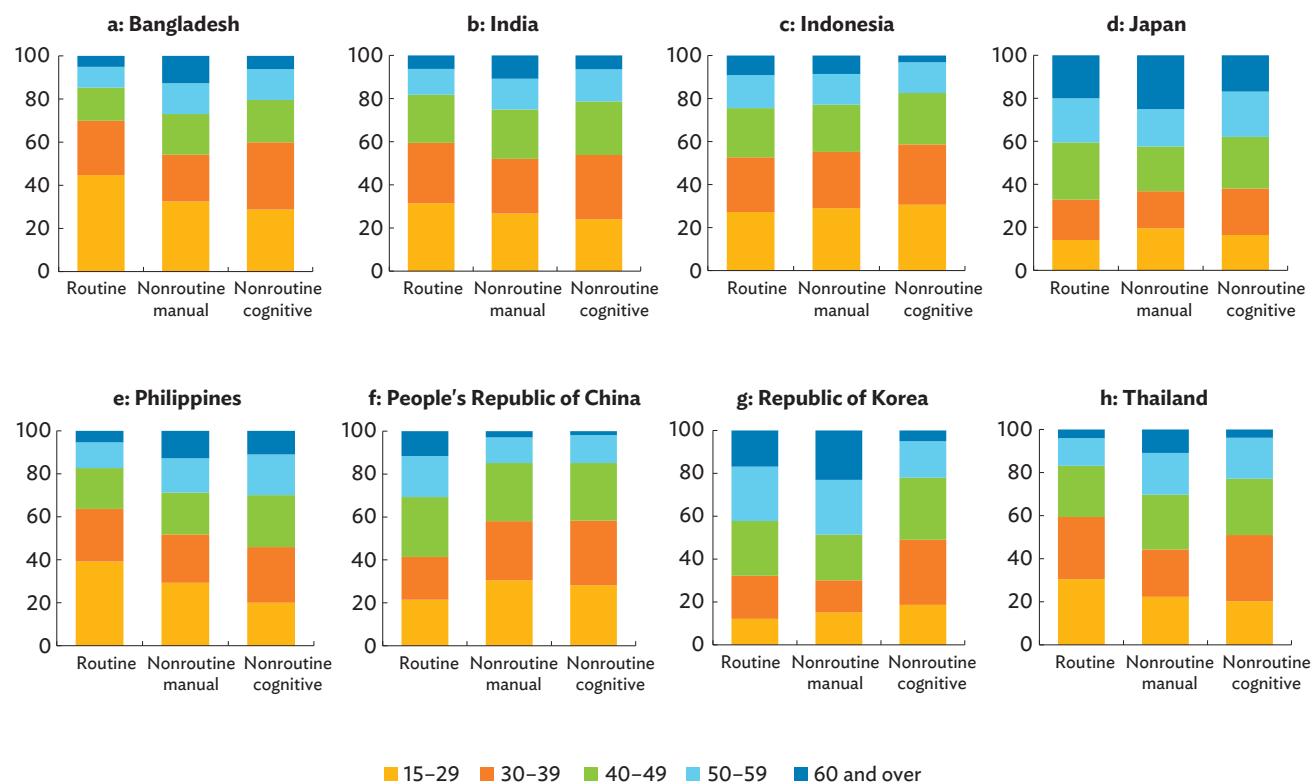 a: Bangladesh
100
80
60
40
20
0
Routine
Nonroutine
manual
Nonroutine
cognitive
b: India
100
80
60
40
20
0
Routine
Nonroutine
manual
Nonroutine
cognitive
c: Indonesia
100
80
60
40
20
0
Routine
Nonroutine
manual
Nonroutine
cognitive
d: Japan
100
80
60
40
20
0
Routine
Nonroutine
manual
Nonroutine
cognitive
e: Philippines
100
80
60
40
20
0
Routine
Nonroutine
manual
Nonroutine
cognitive
f: People's Republic of China
100
80
60
40
20
0
Routine
Nonroutine
manual
Nonroutine
cognitive
g: Republic of Korea
100
80
60
40
20
0
Routine
Nonroutine
manual
Nonroutine
cognitive
h: Thailand
100
80
60
40
20
0
Routine
Nonroutine
manual
Nonroutine
cognitive
15–29 30–39 40–49 50–59 60 and over